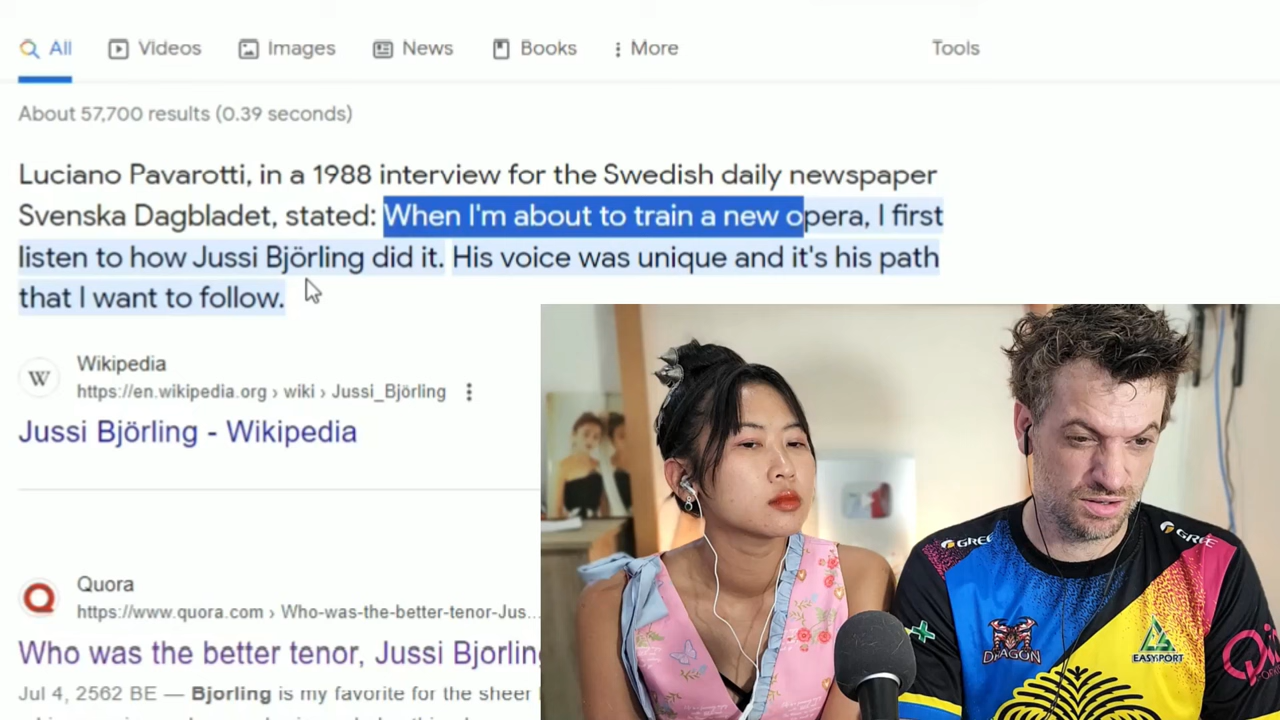 All
Videos
Images
News
Books
More
Tools
About 57,700 results (0.39 seconds)
Luciano Pavarotti, in a 1988 interview for the Swedish daily newspaper
Svenska Dagbladet, stated: When I'm about to train a new opera, I first
listen to how Jussi Björling did it. His voice was unique and it's his path
that I want to follow.
W
Wikipedia
https://en.wikipedia.org › wiki › Jussi_Björling
Jussi Björling - Wikipedia
Quora
https://www.quora.com › Who-was-the-better-tenor-Jus...
Who was the better tenor, Jussi Bjorling
Jul 4, 2562 BE — Bjorling is my favorite for the sheer
GREE
GREE
DRAGON
EASYPORT